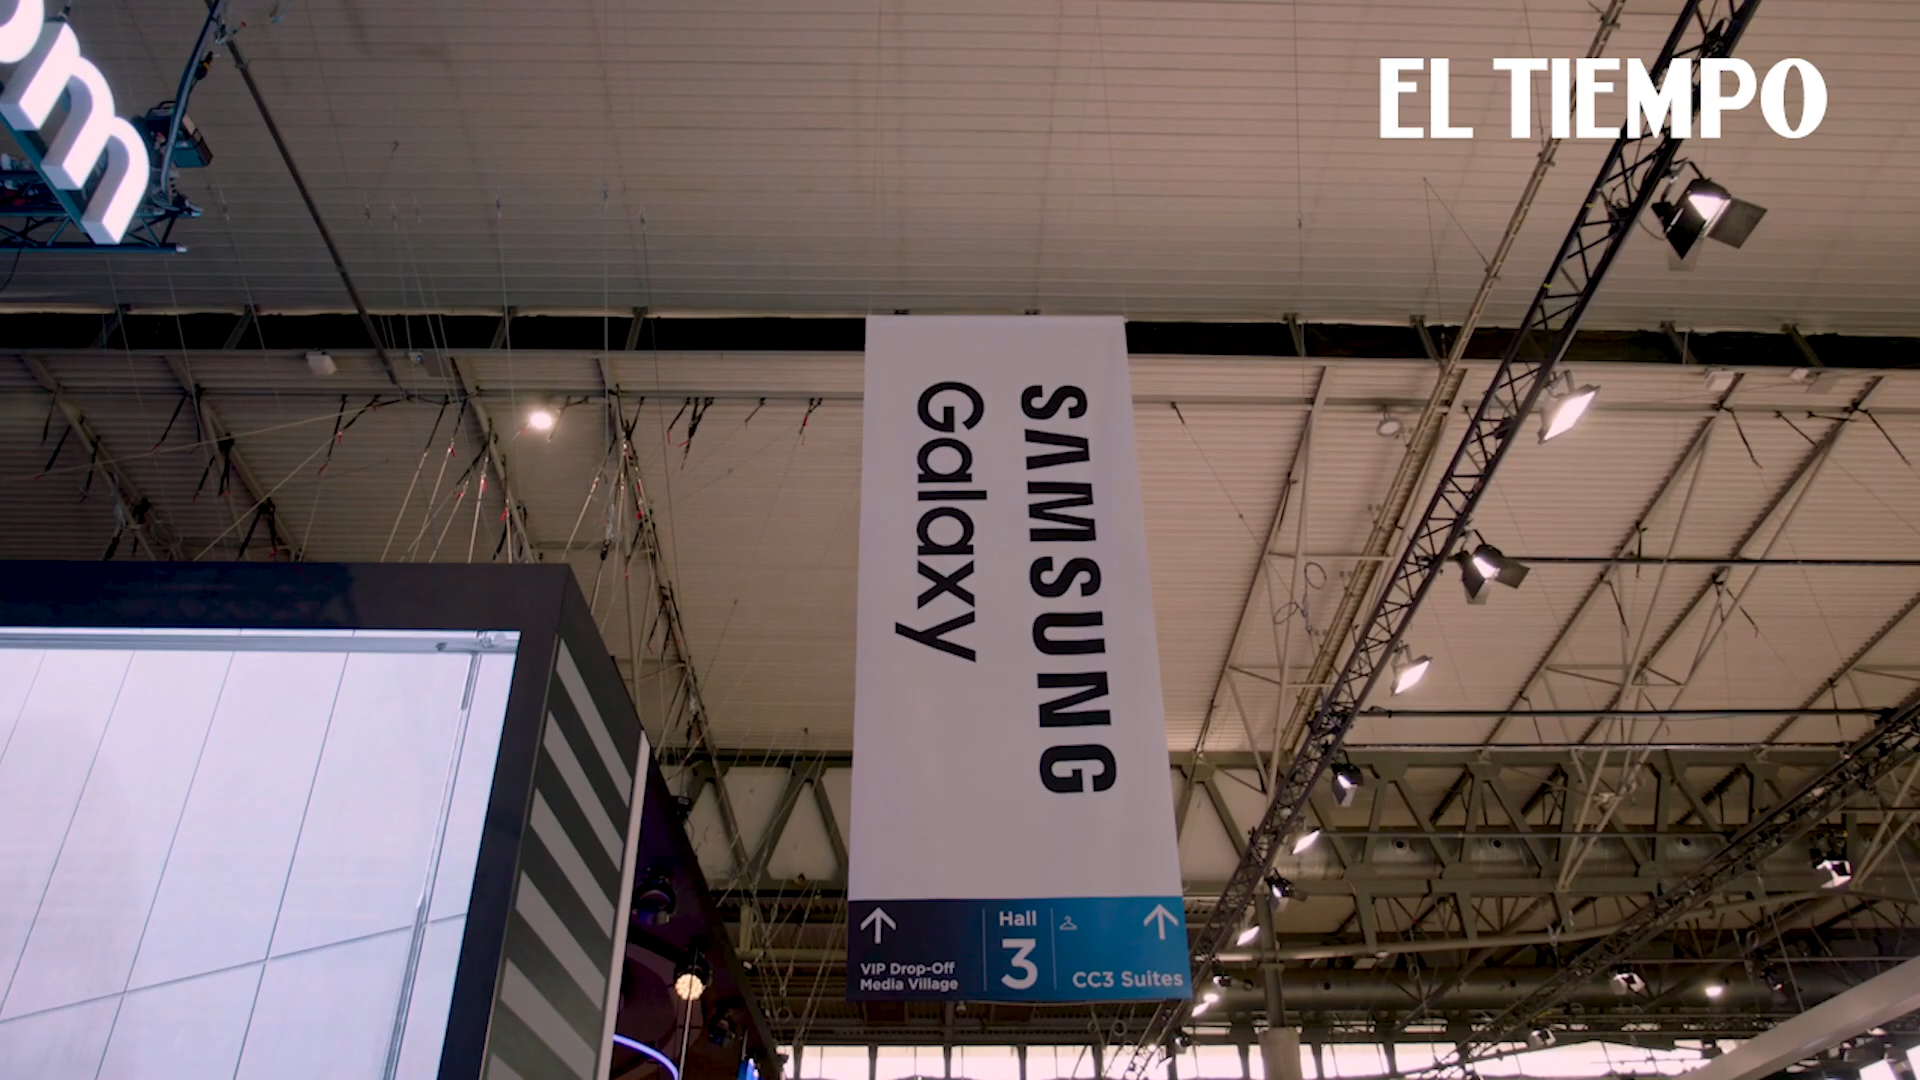 EL TIEMPO
SAMSUNG
Galaxy
VIP Drop-Off
Media Village
Hall
3
CC3 Suites